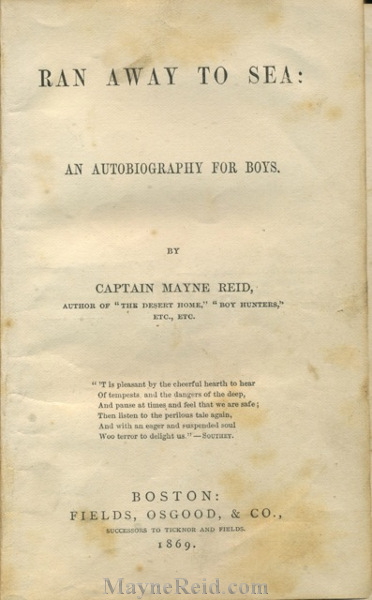 RAN AWAY TO SEA:
AN AUTOBIOGRAPHY FOR BOYS.
BY
CAPTAIN MAYNE REID,
AUTHOR OF "THE DESERT HOME," "BOY HUNTERS,"
ETC., ETC.
"'T is pleasant by the cheerful hearth to hear
Of tempests, and the dangers of the deep,
And pause at times and feel that we are safe;
Then listen to the perilous tale again,
And with an eager and suspended soul
Woo terror to delight us."—SOUTHEY.
BOSTON:
FIELDS, OSGOOD, & CO.,
SUCCESSORS TO TICKNOR AND FIELDS.
1869.
MayneReid.com